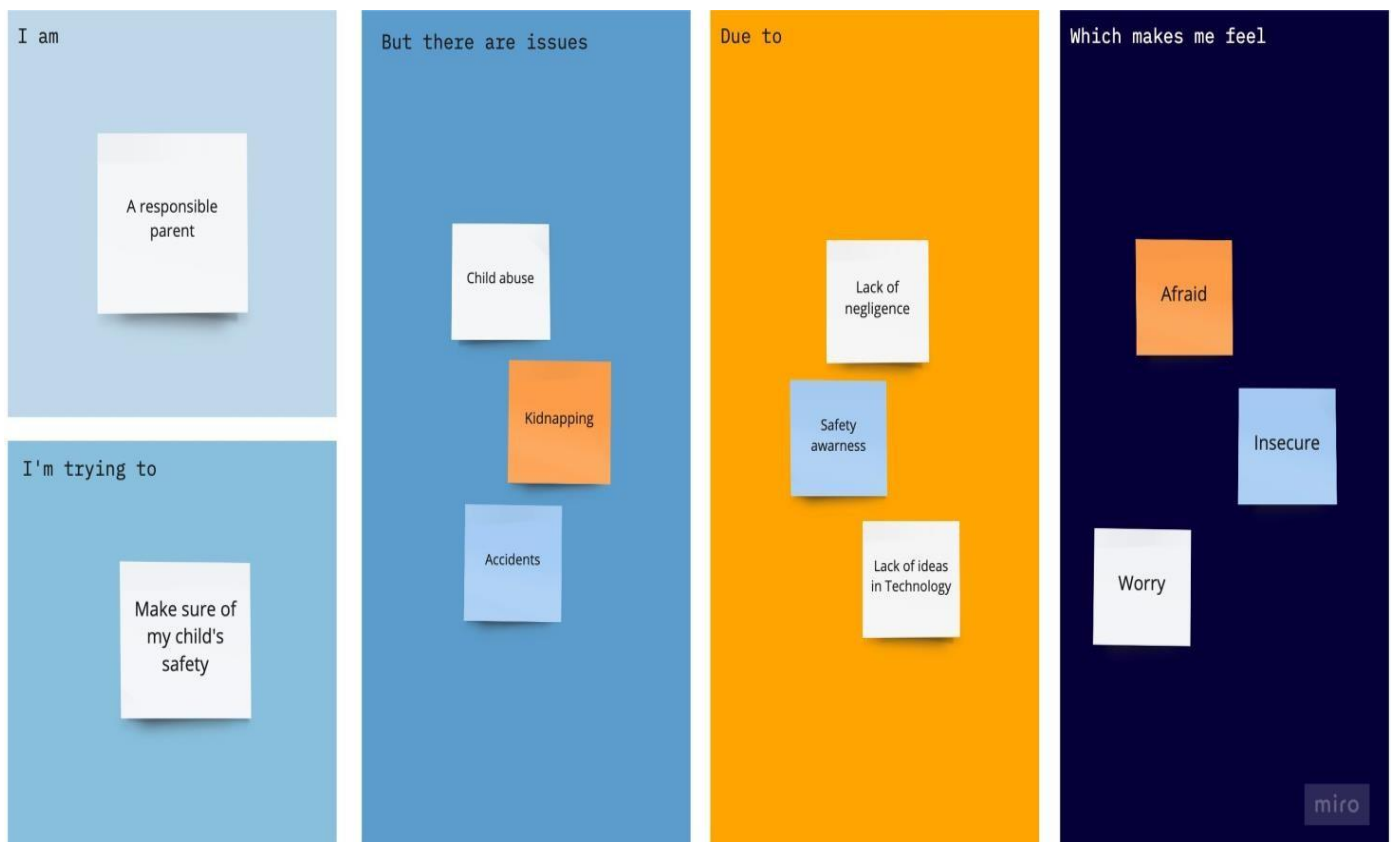 I am
A responsible
parent
I'm trying to
Make sure of
my child's
safety
But there are issues
Child abuse
Kidnapping
Accidents
Due to
Lack of
negligence
Safety
awarness
Lack of ideas
in Technology
Which makes me feel
Afraid
Insecure
Worry
miro